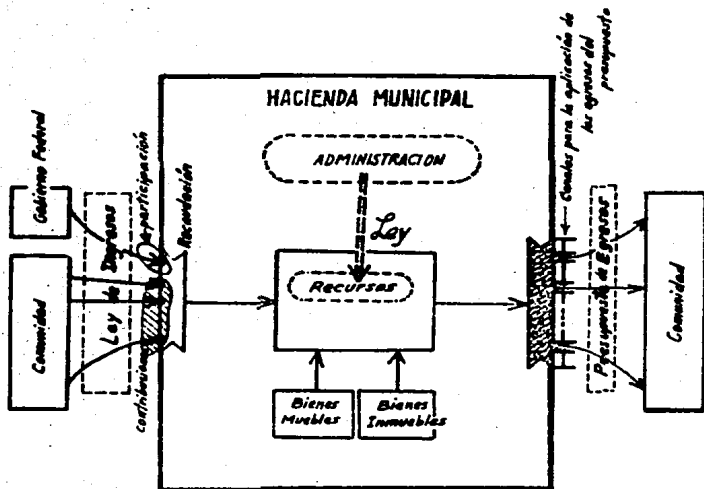 Gobierno Federal
Comunidad
Ley de Ingresos
participación
Recaudación
Contribuciones
HACIENDA MUNICIPAL
ADMINISTRACION
Ley
Recursos
Bienes
Muebles
Bienes
Inmuebles
Canales para la aplicación de
los egresos del
presupuesto
Presupuesto de Egresos
Comunidad